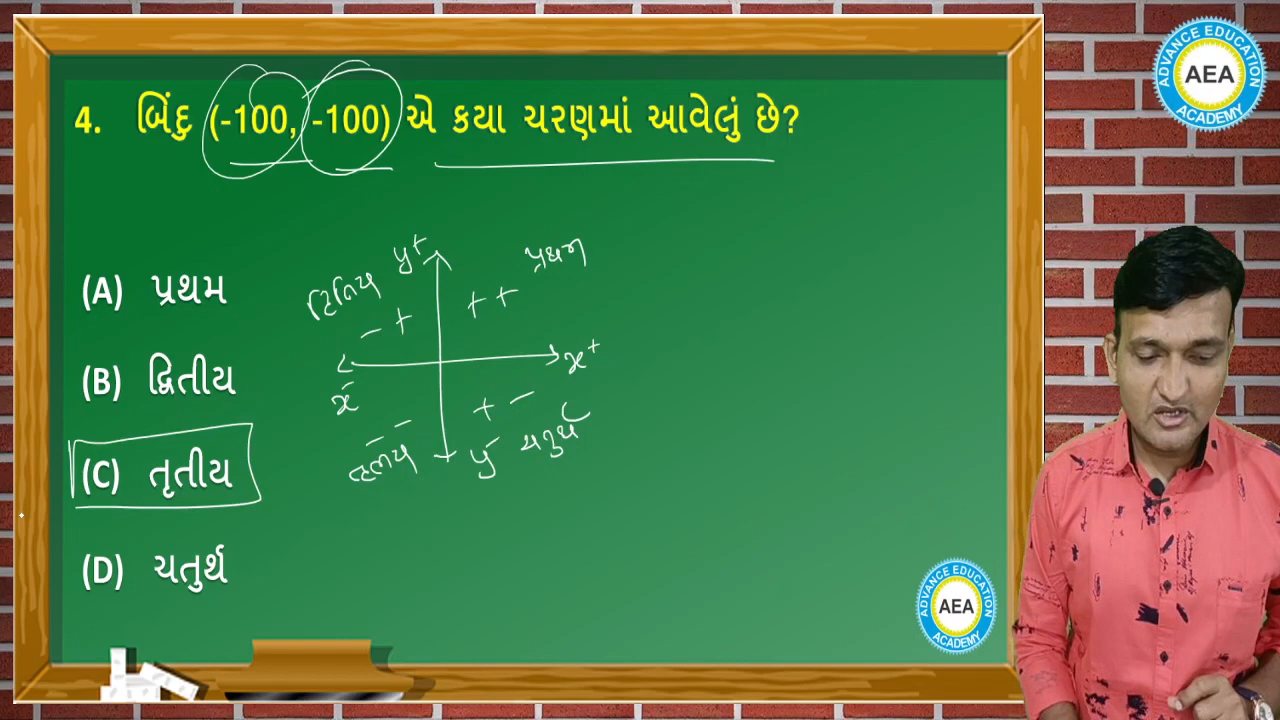 ADVANCE EDUCATION
AEA
ACADEMY
4. બિંદુ (-100, -100) એ કયા ચરણમાં આવેલું છે?
(A) પ્રથમ
(B) દ્વિતીય
(C) તૃતીય
(D) ચતુર્થ
y+
પ્રથમ
- +
+ +
x+
x-
- -
+ -
y-
ચતુર્થ
ADVANCE EDUCATION
AEA
ACADEMY